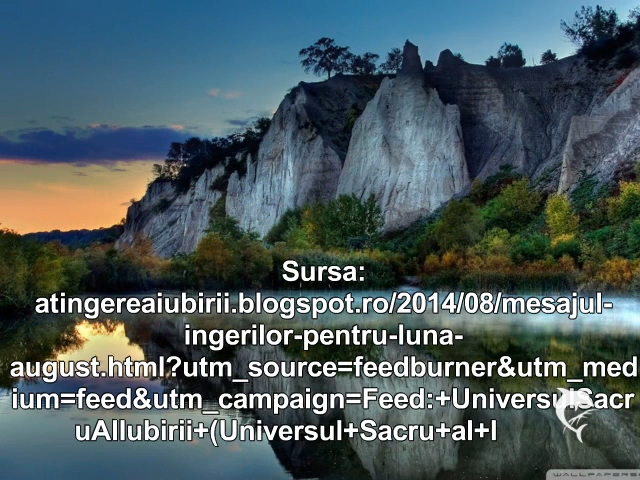 Sursa:
atingereaiubirii.blogspot.ro/2014/08/mesajul-
ingerilor-pentru-luna-
august.html?utm_source=feedburner&utm_med
ium=feed&utm_campaign=Feed:+UniversulSacr
uAlIubirii+(Universul+Sacru+al+I